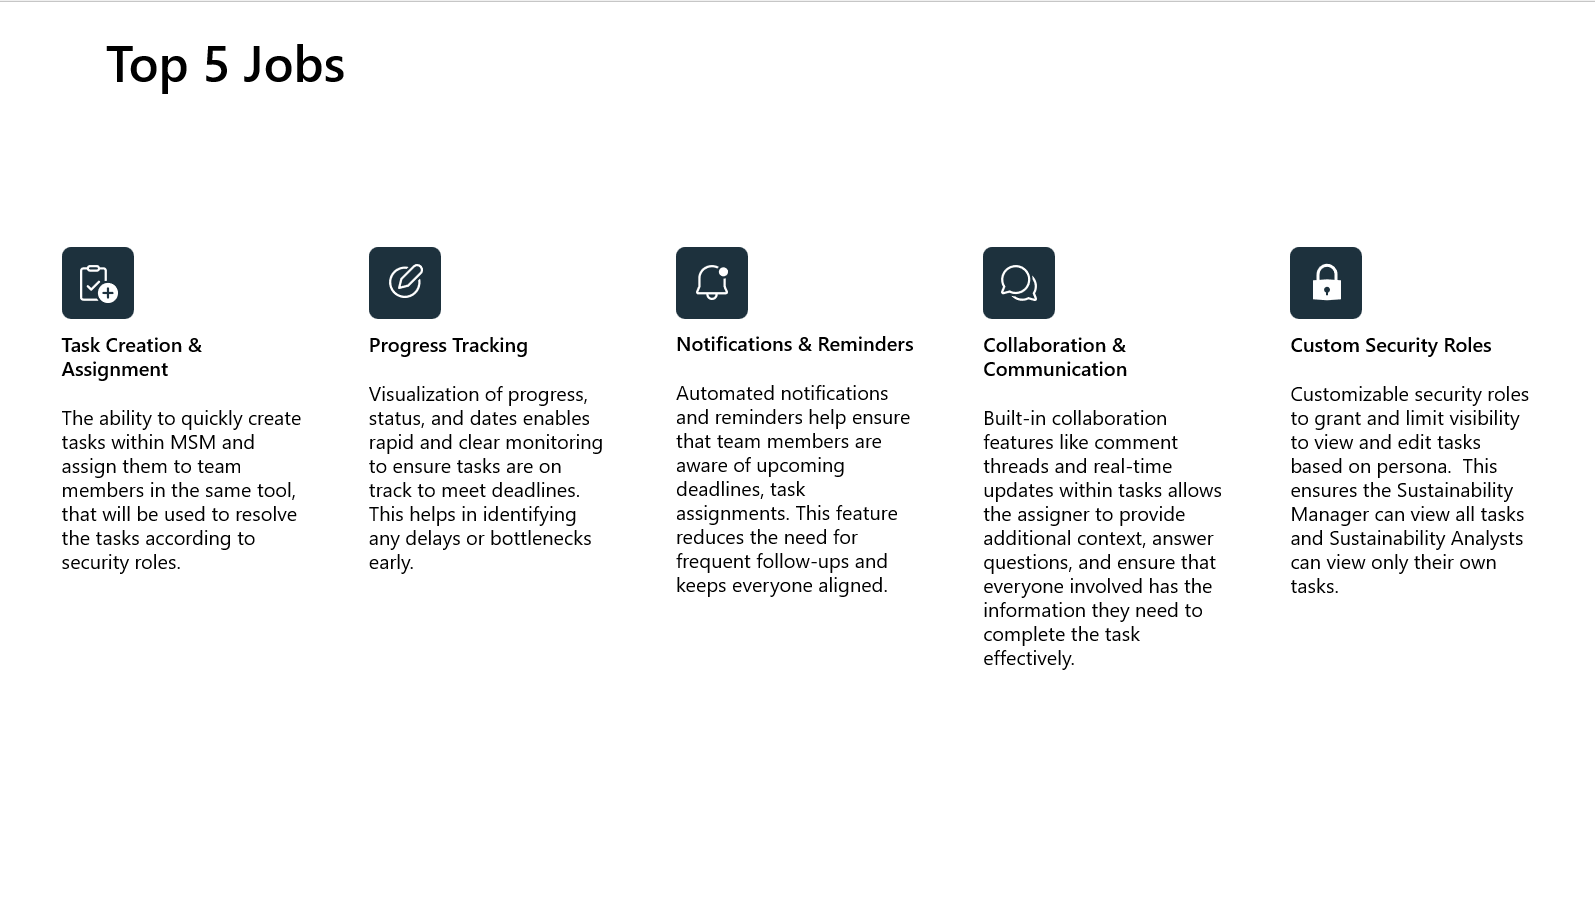 Top 5 Jobs
Task Creation &
Assignment
The ability to quickly create
tasks within MSM and
assign them to team
members in the same tool,
that will be used to resolve
the tasks according to
security roles.
Progress Tracking
Visualization of progress,
status, and dates enables
rapid and clear monitoring
to ensure tasks are on
track to meet deadlines.
This helps in identifying
any delays or bottlenecks
early.
Notifications & Reminders
Automated notifications
and reminders help ensure
that team members are
aware of upcoming
deadlines, task
assignments. This feature
reduces the need for
frequent follow-ups and
keeps everyone aligned.
Collaboration &
Communication
Built-in collaboration
features like comment
threads and real-time
updates within tasks allows
the assigner to provide
additional context, answer
questions, and ensure that
everyone involved has the
information they need to
complete the task
effectively.
Custom Security Roles
Customizable security roles
to grant and limit visibility
to view and edit tasks
based on persona.  This
ensures the Sustainability
Manager can view all tasks
and Sustainability Analysts
can view only their own
tasks.